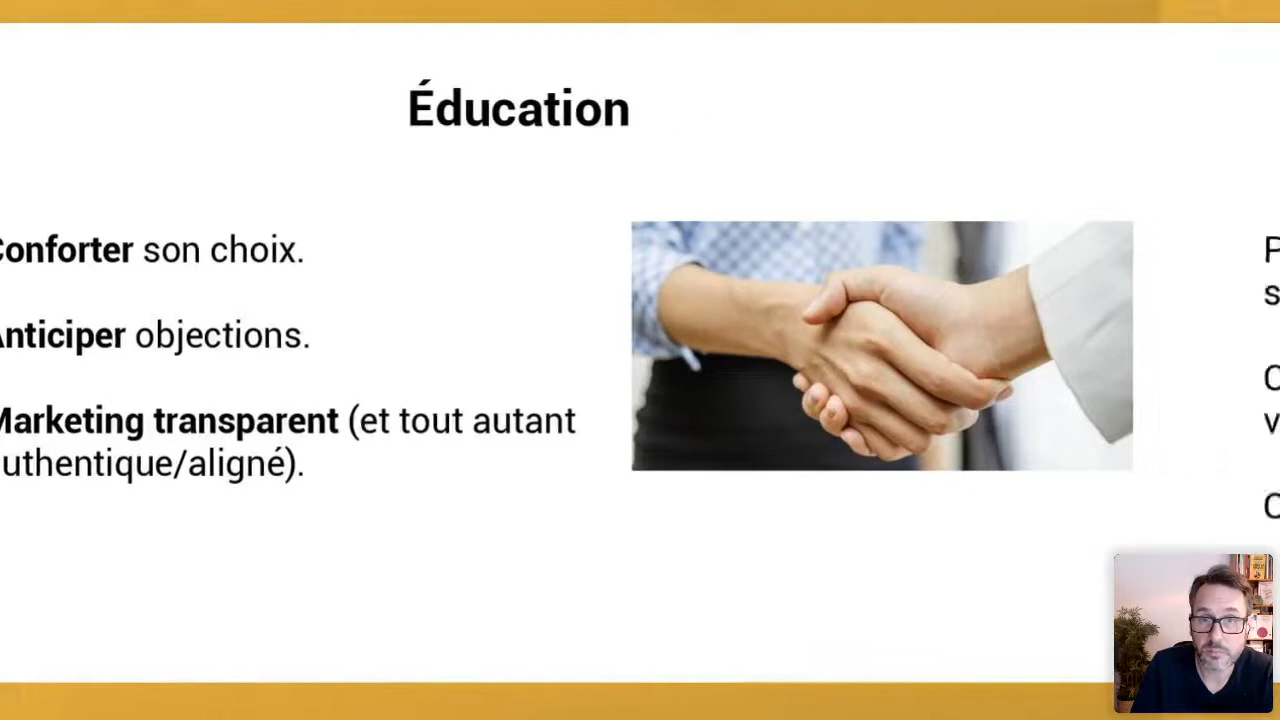 Éducation
Conforter son choix.
Anticiper objections.
Marketing transparent (et tout autant
uthentique/aligné).
P
s
C
v
C